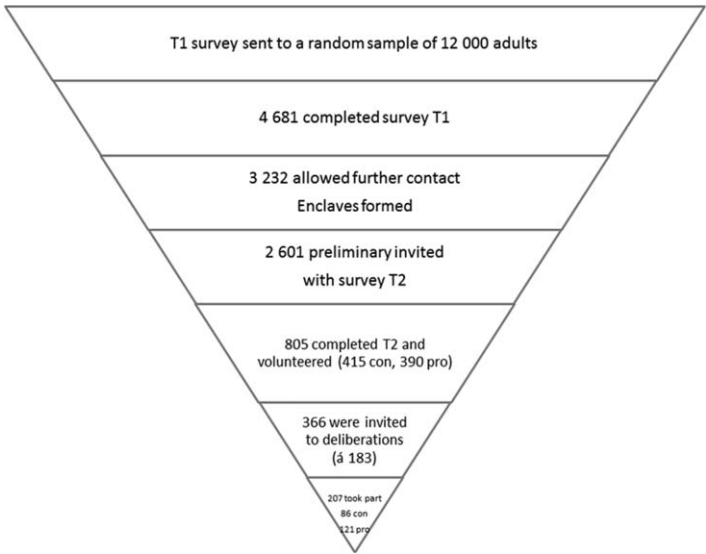 T1 survey sent to a random sample of 12 000 adults
4 681 completed survey T1
3 232 allowed further contact
Enclaves formed
2 601 preliminary invited
with survey T2
805 completed T2 and
volunteered (415 con, 390 pro)
366 were invited
to deliberations
(á 183)
207 took part
86 con
121 pro